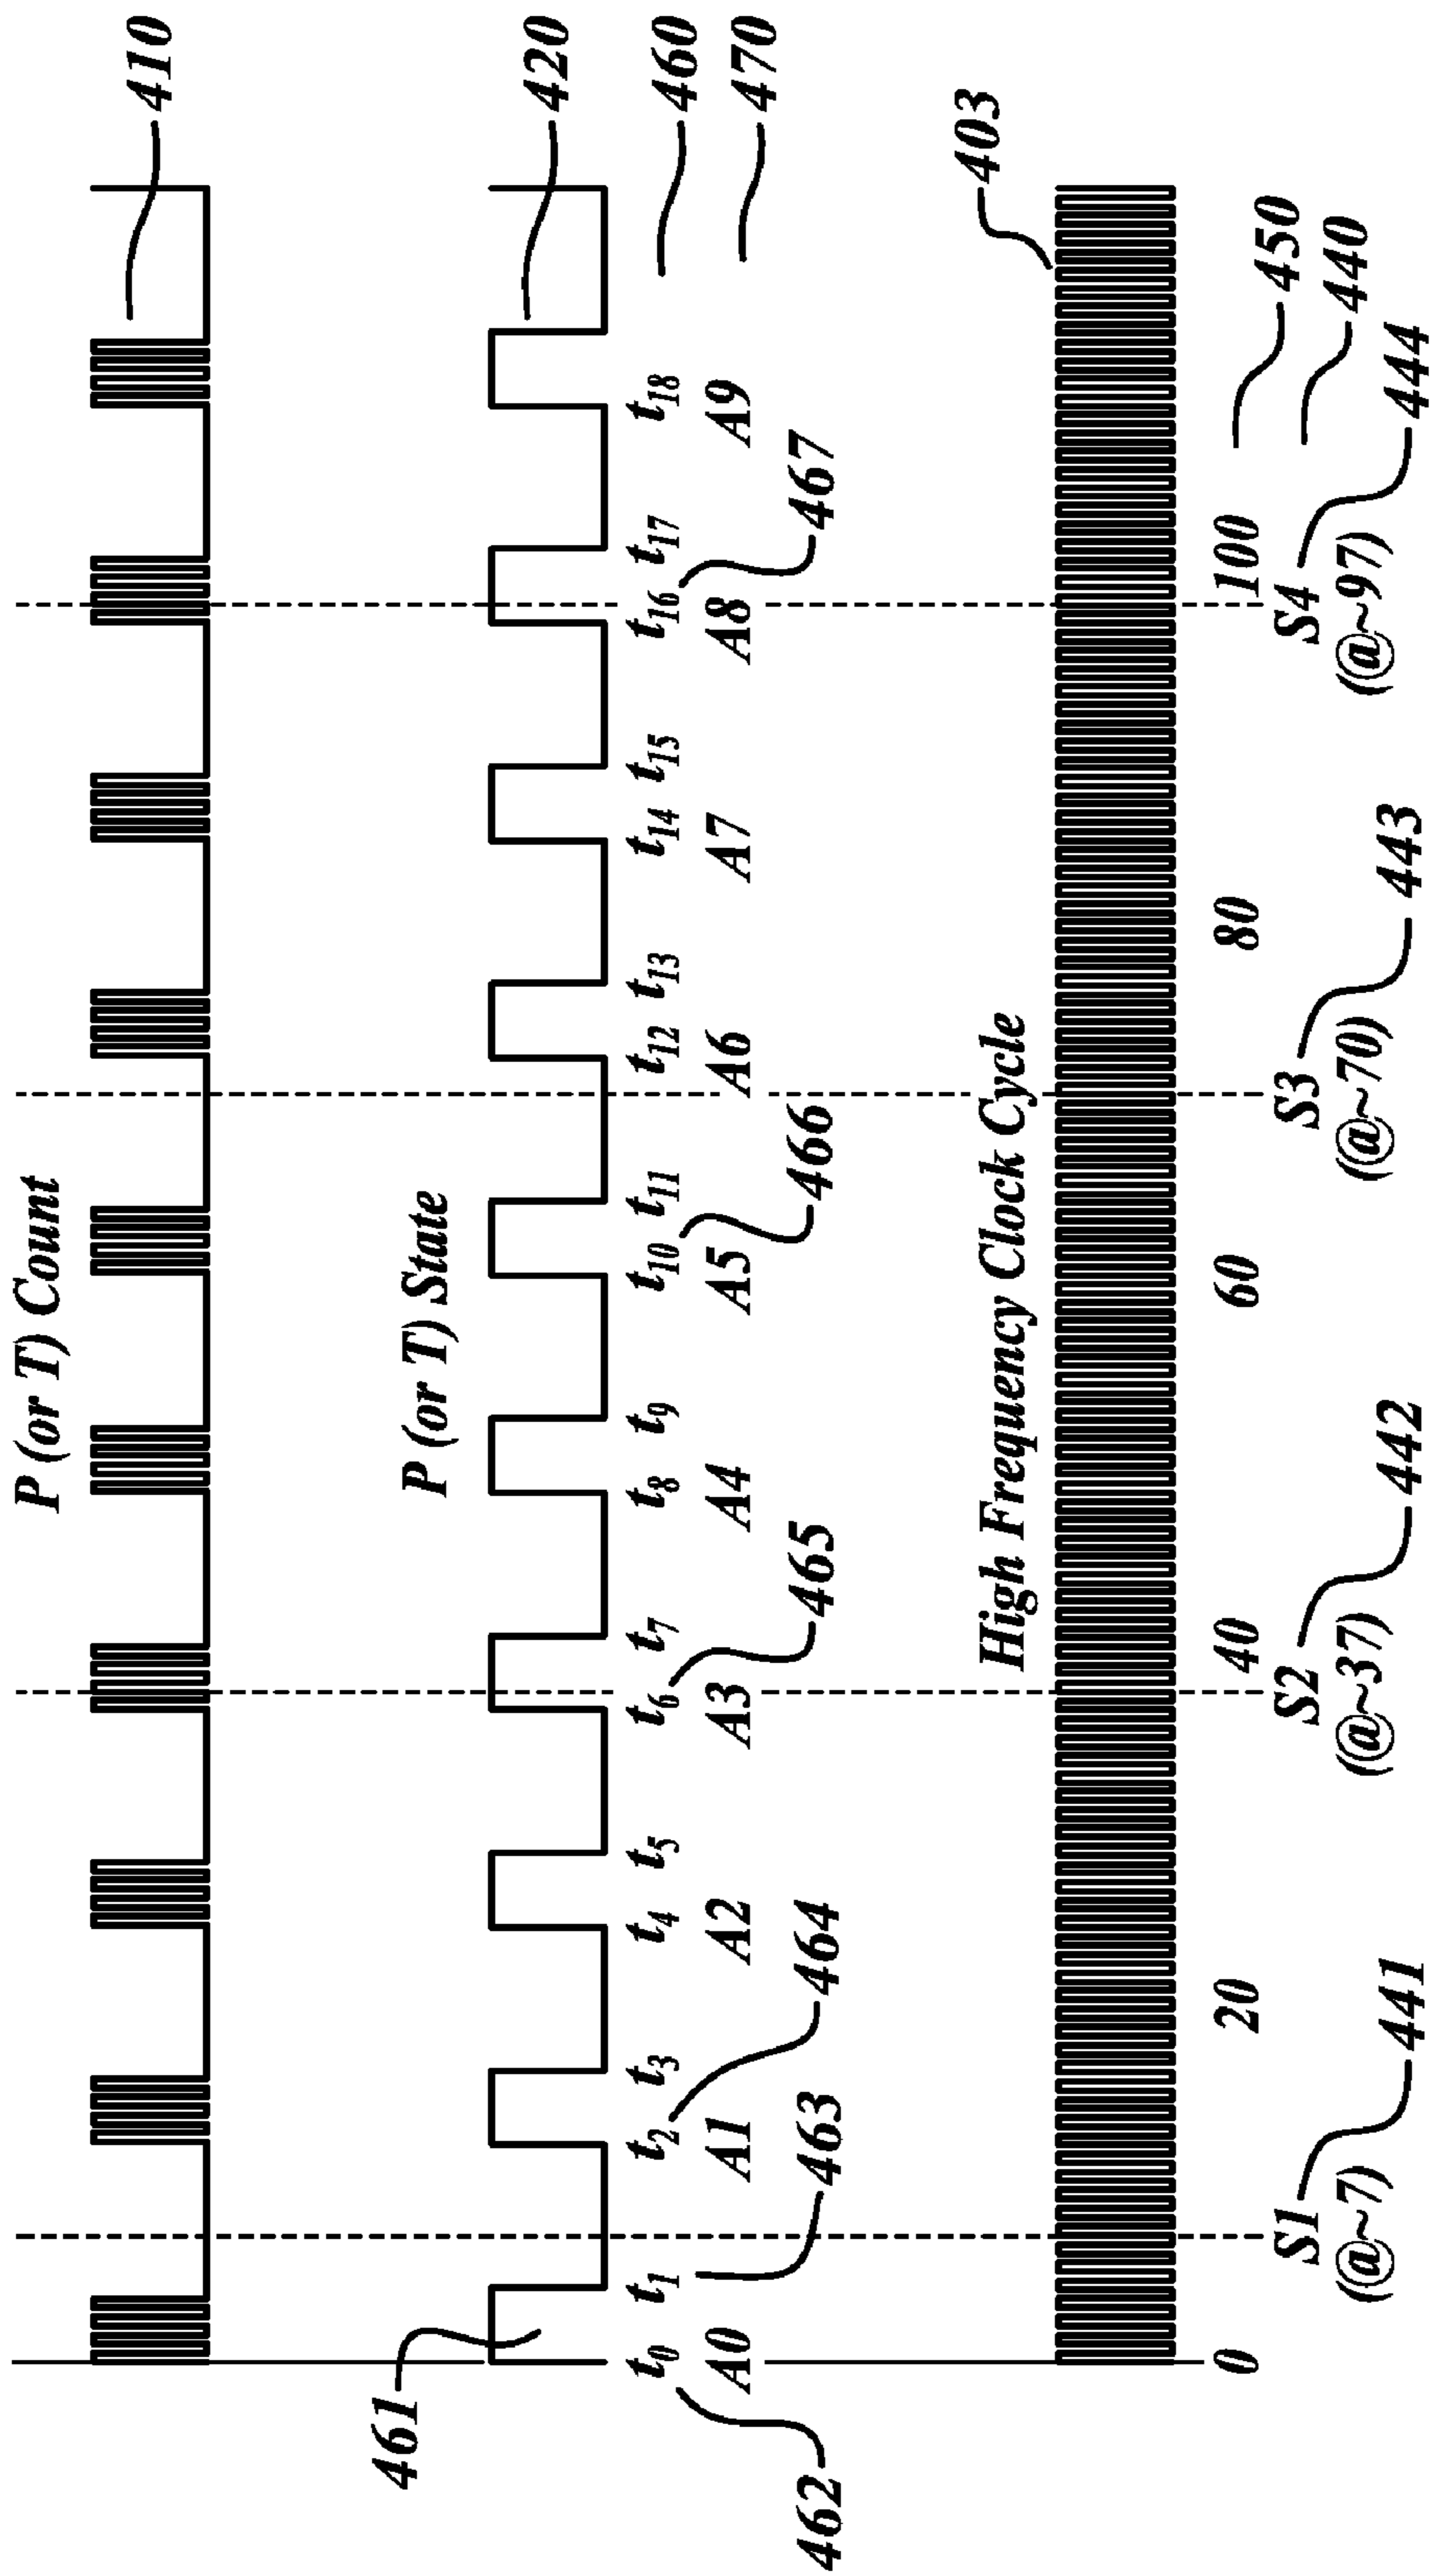 P (or T) Count
410
461
P (or T) State
420
t0 t1 t2 t3 t4 t5 t6 t7 t8 t9 t10 t11 t12 t13 t14 t15 t16 t17 t18
460
A0 A1 A2 A3 A4 A5 A6 A7 A8 A9
470
462 463 464 465 466 467
High Frequency Clock Cycle
403
0 20 40 60 80 100
450
S1 S2 S3 S4
440
(@~7) (@~37) (@~70) (@~97)
441 442 443 444